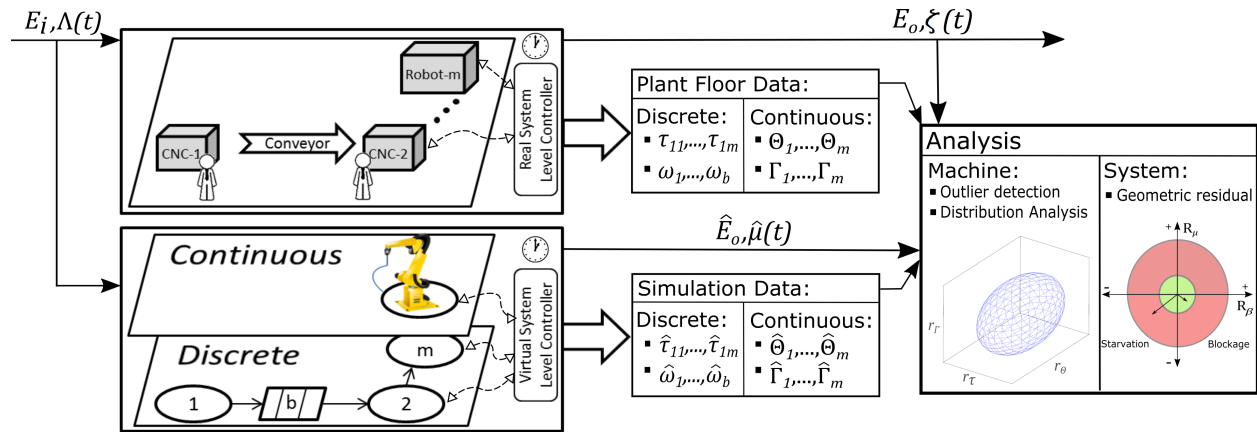 E_i,Λ(t)
E_o,ζ(t)
Robot-m
CNC-1
Conveyor
CNC-2
Real System
Level Controller
Plant Floor Data:
Discrete:
▪ τ_11,...,τ_1m
▪ ω_1,...,ω_b
Continuous:
▪ Θ_1,...,Θ_m
▪ Γ_1,...,Γ_m
Ê_o,μ̂(t)
Continuous
Discrete
1
b
2
m
Virtual System
Level Controller
Simulation Data:
Discrete:
▪ τ̂_11,...,τ̂_1m
▪ ω̂_1,...,ω̂_b
Continuous:
▪ Θ̂_1,...,Θ̂_m
▪ Γ̂_1,...,Γ̂_m
Analysis
Machine:
▪ Outlier detection
▪ Distribution Analysis
r_Γ
r_τ
r_θ
System:
▪ Geometric residual
+ R_μ
-
+
R_β
Starvation
Blockage
-